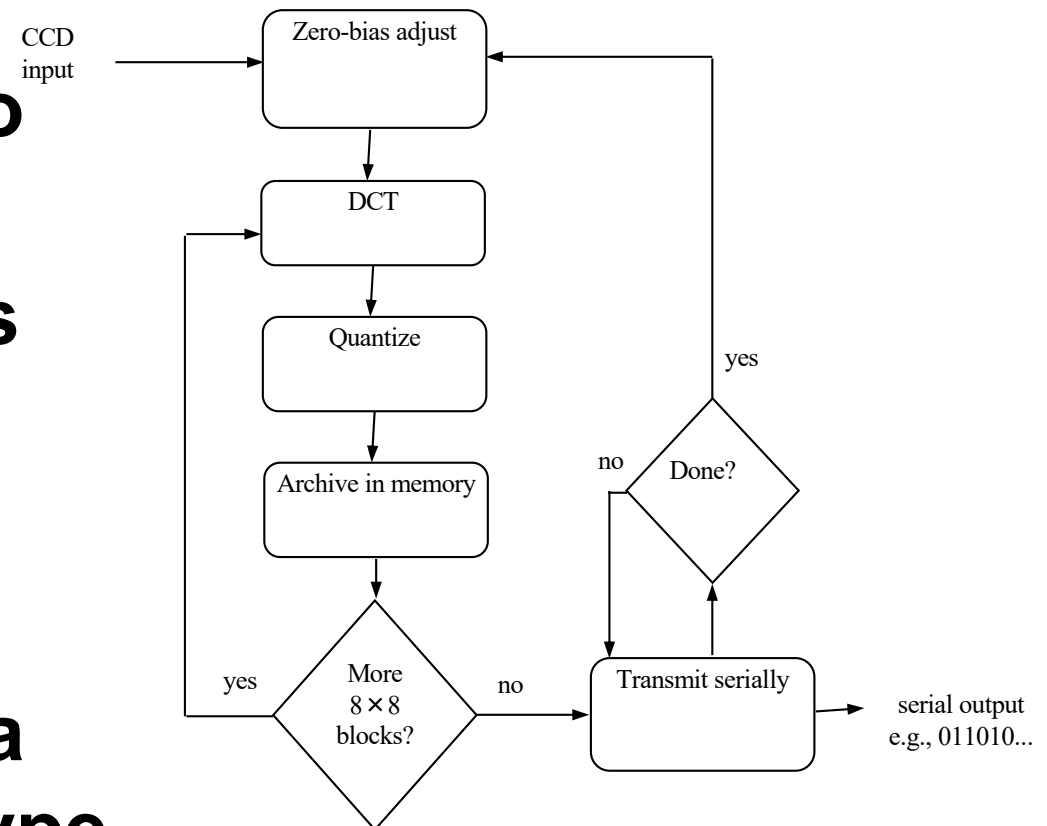 CCD
input
Zero-bias adjust
DCT
Quantize
yes
no
Done?
Archive in memory
More
8×8
blocks?
yes
no
Transmit serially
serial output
e.g., 011010...